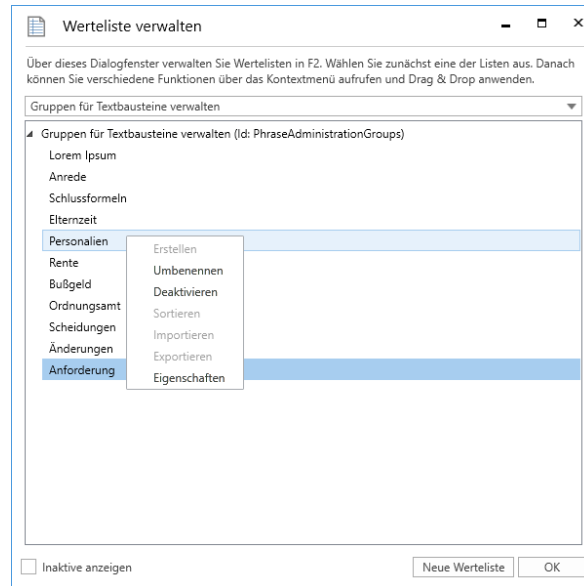 Werteliste verwalten
Über dieses Dialogfenster verwalten Sie Wertelisten in F2. Wählen Sie zunächst eine der Listen aus. Danach
können Sie verschiedene Funktionen über das Kontextmenü aufrufen und Drag & Drop anwenden.
Gruppen für Textbausteine verwalten
Gruppen für Textbausteine verwalten (Id: PhraseAdministrationGroups)
Lorem Ipsum
Anrede
Schlussformeln
Elternzeit
Personalien
Rente
Bußgeld
Ordnungsamt
Scheidungen
Änderungen
Anforderung
Erstellen
Umbenennen
Deaktivieren
Sortieren
Importieren
Exportieren
Eigenschaften
Inaktive anzeigen
Neue Werteliste
OK